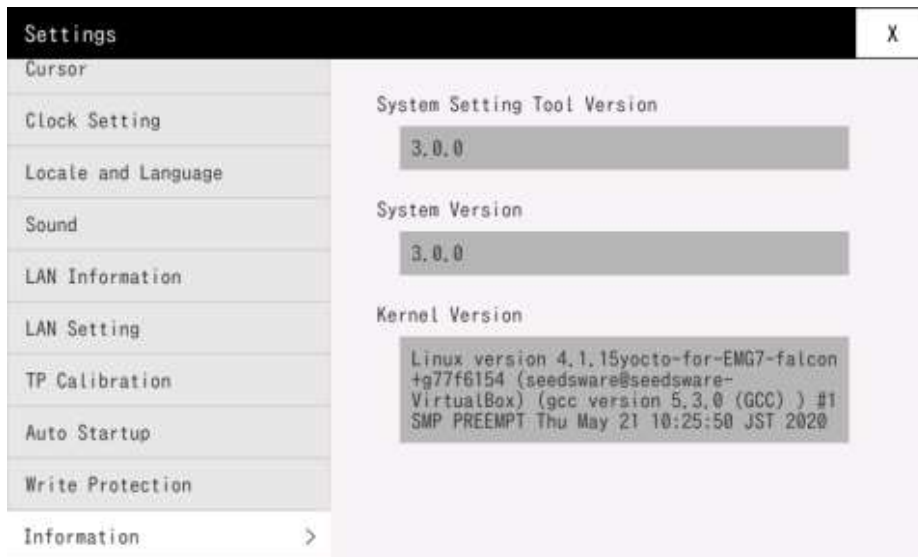 Settings
X
Cursor
Clock Setting
Locale and Language
Sound
LAN Information
LAN Setting
TP Calibration
Auto Startup
Write Protection
Information >
System Setting Tool Version
3.0.0
System Version
3.0.0
Kernel Version
Linux version 4.1.15yocto-for-EMG7-falcon
+g77f6154 (seedsware@seedsware-
VirtualBox) (gcc version 5.3.0 (GCC) ) #1
SMP PREEMPT Thu May 21 10:25:50 JST 2020